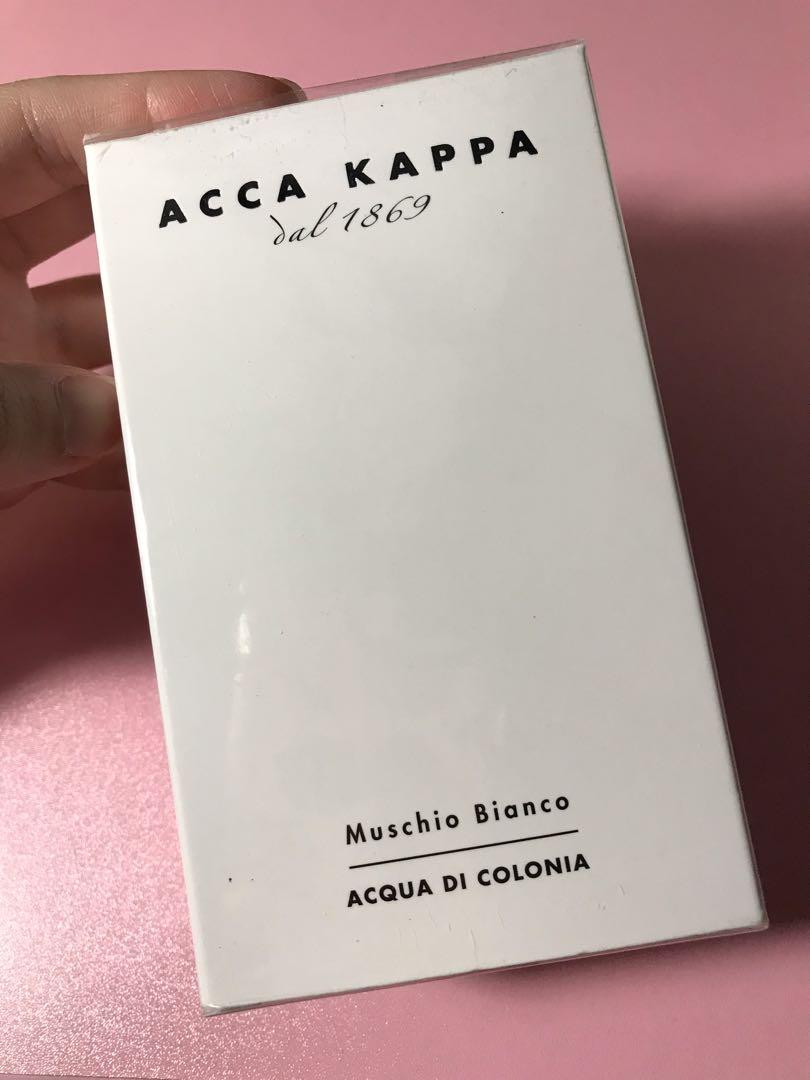 ACCA KAPPA
dal 1869
Muschio Bianco
ACQUA DI COLONIA